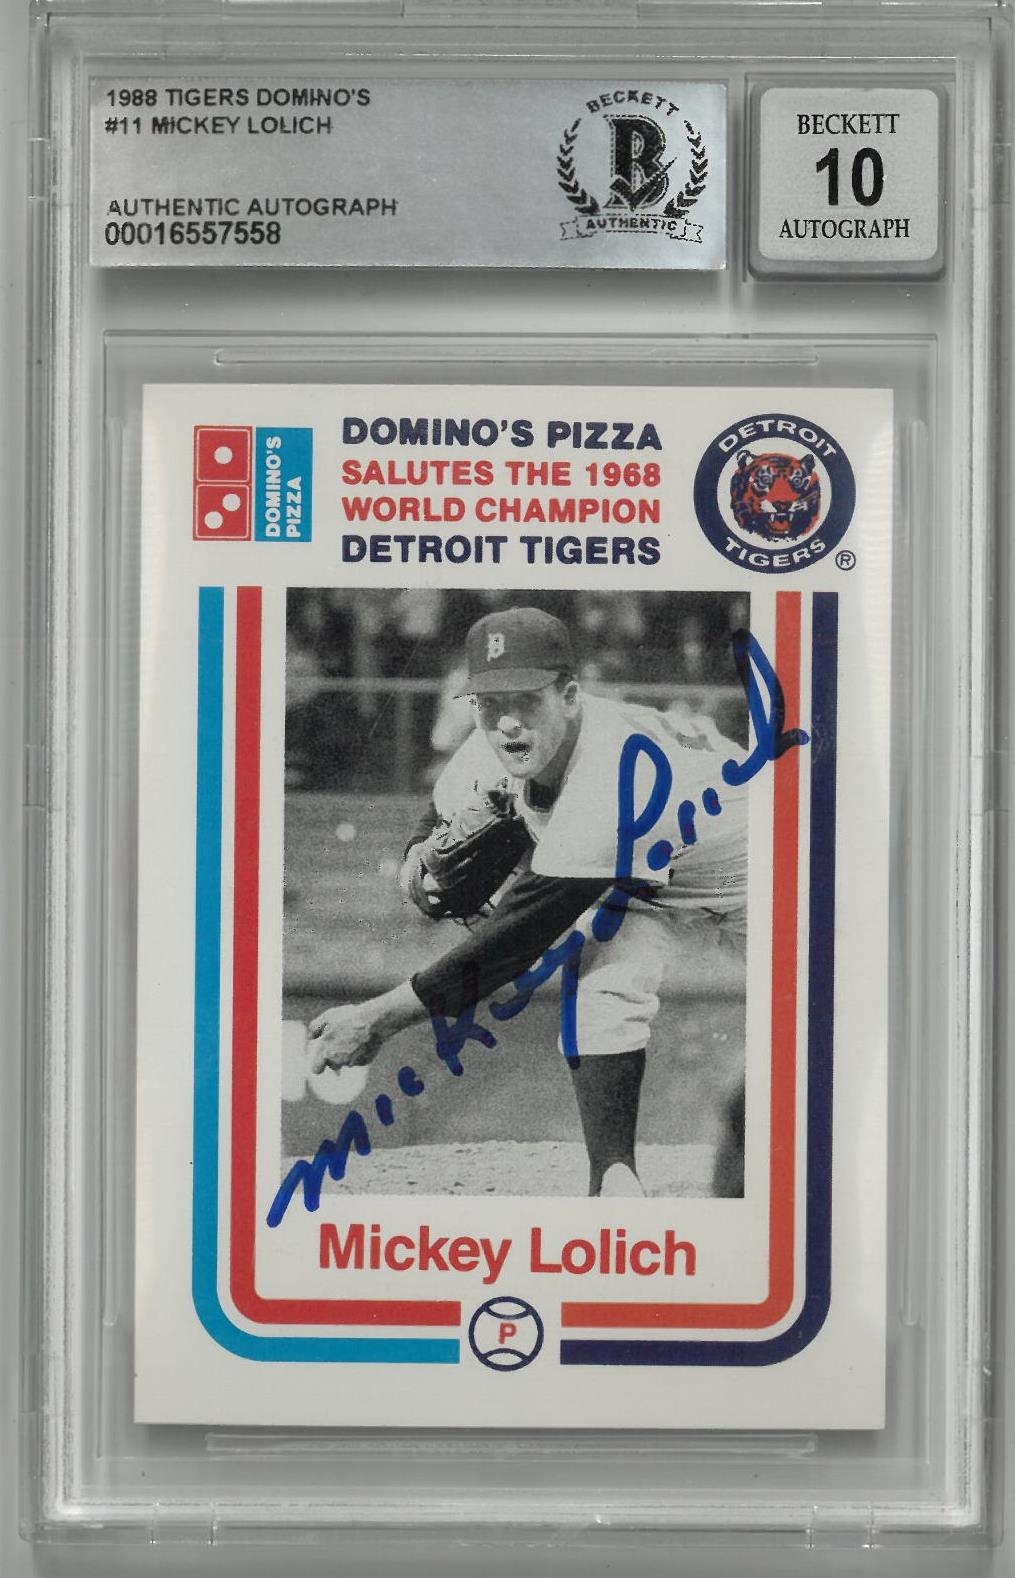 1988 TIGERS DOMINO'S
#11 MICKEY LOLICH
AUTHENTIC AUTOGRAPH
00016557558
BECKETT
B
AUTHENTIC
BECKETT
10
AUTOGRAPH
DOMINO'S
PIZZA
DOMINO'S PIZZA
SALUTES THE 1968
WORLD CHAMPION
DETROIT TIGERS
DETROIT
TIGERS
®
Mickey Lolich
Mickey Lolich
P